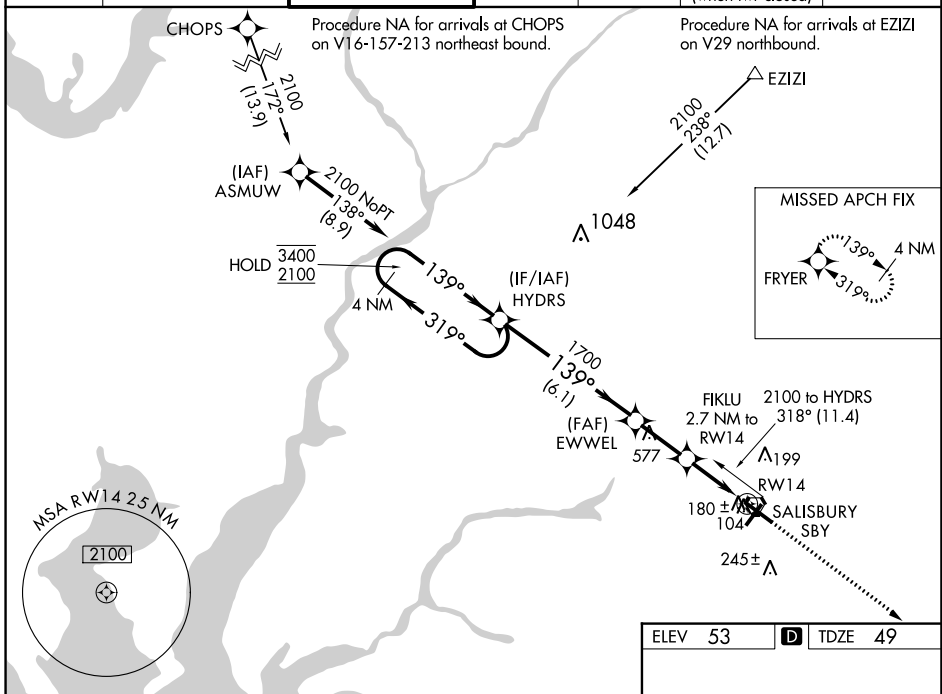 (when twr closed)
CHOPS
Procedure NA for arrivals at CHOPS
on V16-157-213 northeast bound.
Procedure NA for arrivals at EZIZI
on V29 northbound.
2100
172°
(13.9)
EZIZI
2100
238°
(12.7)
(IAF)
ASMUW
2100 NoPT
138°
(8.9)
1048
MISSED APCH FIX
139°
4 NM
FRYER
319°
HOLD
3400
2100
139°
4 NM
319°
(IF/IAF)
HYDRS
1700
139°
(6.1)
(FAF)
EWWEL
577
FIKLU
2.7 NM to
RW14
2100 to HYDRS
318° (11.4)
199
RW14
180 ±
104
SALISBURY
SBY
245±
MSA RW14 25 NM
2100
ELEV 53
D
TDZE 49